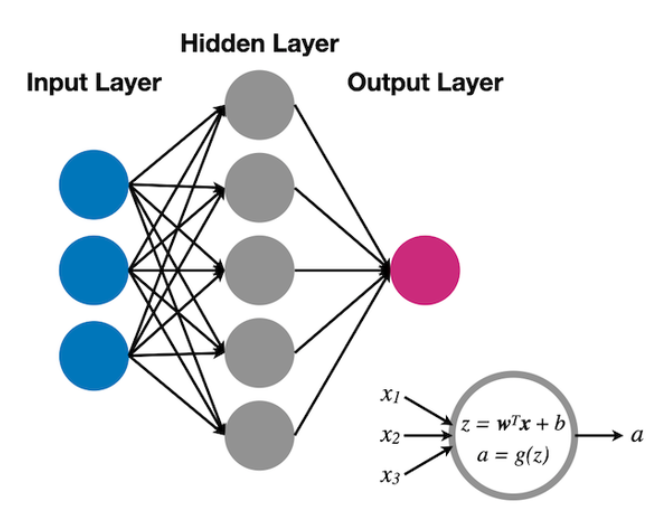 Hidden Layer
Input Layer
Output Layer
x₁
x₂
x₃
z = wᵀx + b
a = g(z)
a